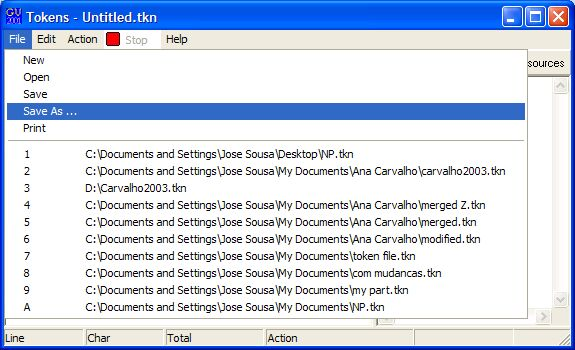 GV 2001 Tokens - Untitled.tkn
File Edit Action Stop Help
New
Open sources
Save
Save As ...
Print
1 C:\Documents and Settings\Jose Sousa\Desktop\NP.tkn
2 C:\Documents and Settings\Jose Sousa\My Documents\Ana Carvalho\carvalho2003.tkn
3 D:\Carvalho2003.tkn
4 C:\Documents and Settings\Jose Sousa\My Documents\Ana Carvalho\merged Z.tkn
5 C:\Documents and Settings\Jose Sousa\My Documents\Ana Carvalho\merged.tkn
6 C:\Documents and Settings\Jose Sousa\My Documents\Ana Carvalho\modified.tkn
7 C:\Documents and Settings\Jose Sousa\My Documents\token file.tkn
8 C:\Documents and Settings\Jose Sousa\My Documents\com mudancas.tkn
9 C:\Documents and Settings\Jose Sousa\My Documents\my part.tkn
A C:\Documents and Settings\Jose Sousa\My Documents\NP.tkn
Line Char Total Action